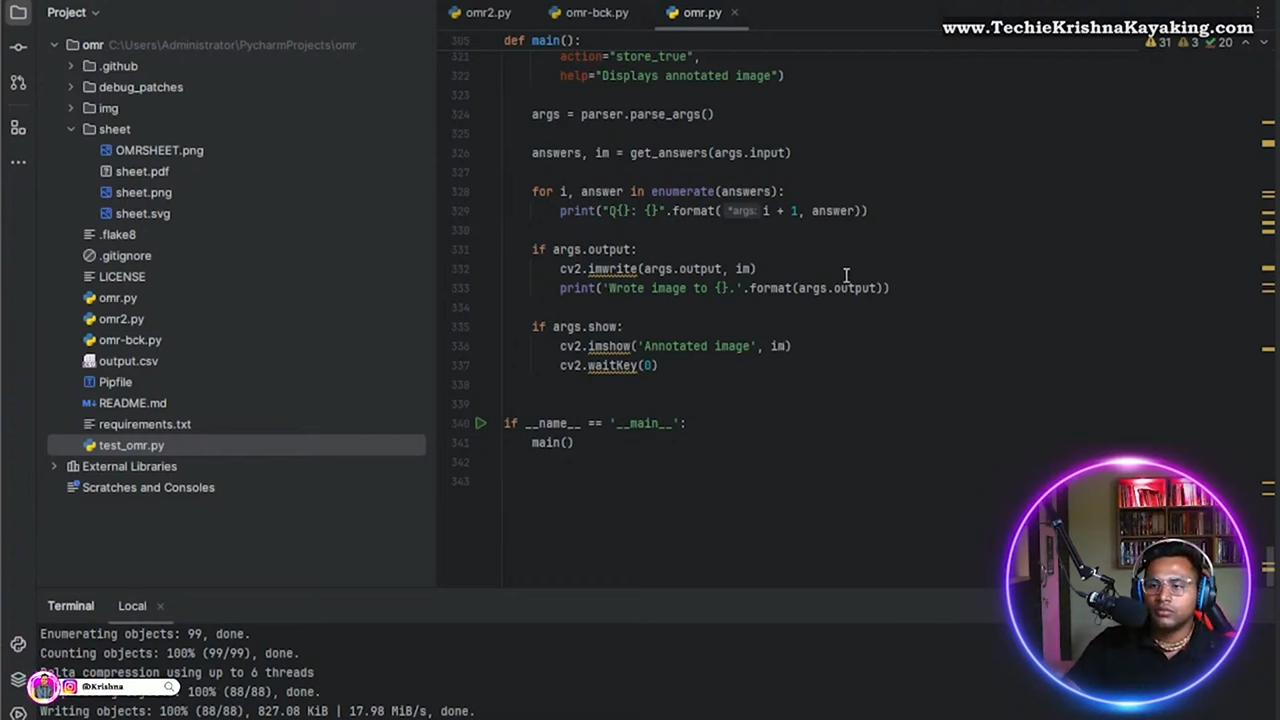 Project
omr2.py
omr-bck.py
omr.py
www.TechieKrishnaKayaking.com
omr C:\Users\Administrator\PycharmProjects\omr
.github
debug_patches
img
sheet
OMRSHEET.png
sheet.pdf
sheet.png
sheet.svg
.flake8
.gitignore
LICENSE
omr.py
omr2.py
omr-bck.py
output.csv
Pipfile
README.md
requirements.txt
test_omr.py
External Libraries
Scratches and Consoles
31 3 20
305 def main():
321 action="store_true",
322 help="Displays annotated image")
323
324 args = parser.parse_args()
325
326 answers, im = get_answers(args.input)
327
328 for i, answer in enumerate(answers):
329 print("Q{}: {}".format( *args: i + 1, answer))
330
331 if args.output:
332 cv2.imwrite(args.output, im)
333 print('Wrote image to {}.'.format(args.output))
334
335 if args.show:
336 cv2.imshow('Annotated image', im)
337 cv2.waitKey(0)
338
339
340 if __name__ == '__main__':
341 main()
342
343
Terminal Local
Enumerating objects: 99, done.
Counting objects: 100% (99/99), done.
Delta compression using up to 6 threads
100% (88/88), done.
@Krishna
Writing objects: 100% (88/88), 827.08 KiB | 17.98 MiB/s, done.